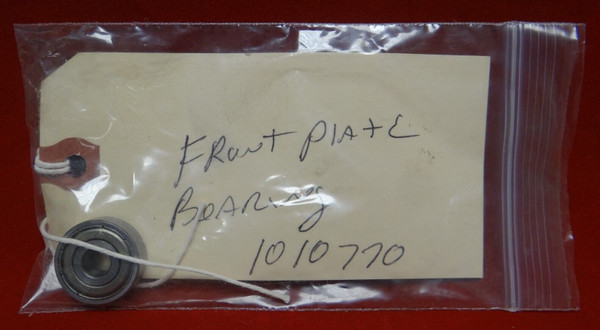 FRONT PLATE
BEARING
1010770